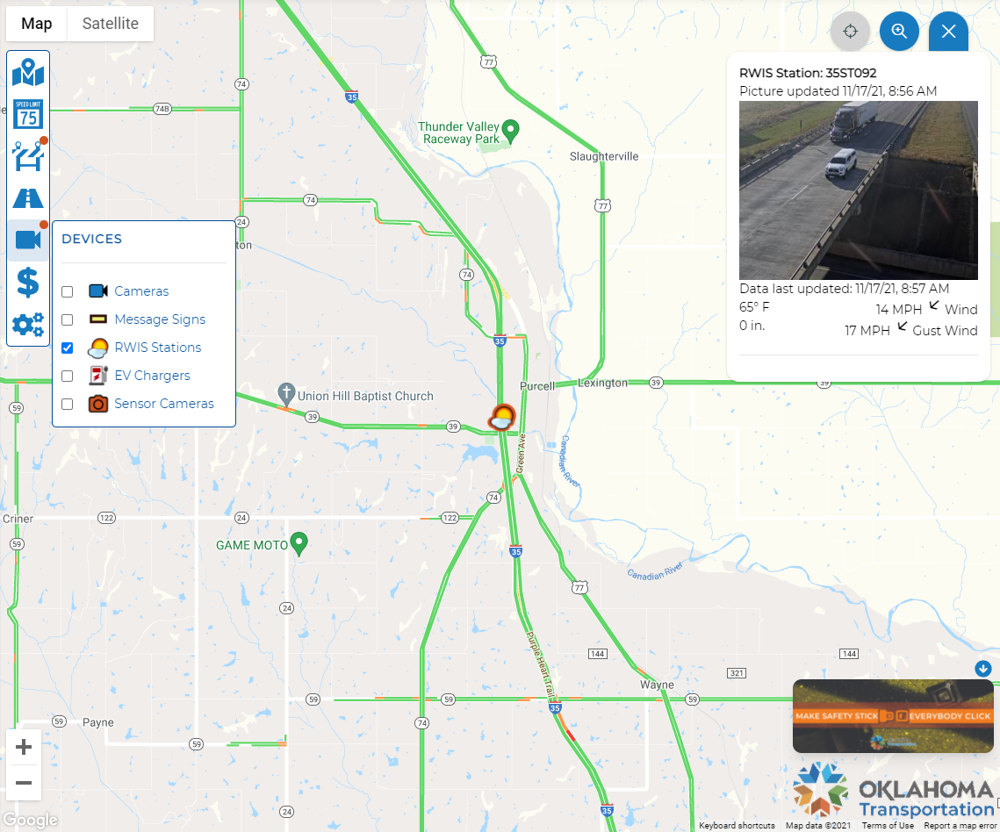 Map
Satellite
77
74
35
74B
SPEED LIMIT
75
Thunder Valley
Raceway Park
Slaughterville
74
77
24
DEVICES
Cameras
Message Signs
RWIS Stations
EV Chargers
Sensor Cameras
RWIS Station: 35ST092
Picture updated 11/17/21, 8:56 AM
Data last updated: 11/17/21, 8:57 AM
65° F
0 in.
14 MPH Wind
17 MPH Gust Wind
74
35
Purcell
Lexington
39
39
Union Hill Baptist Church
59
39
39
Green Ave
Canadian River
74
Criner
122
24
122
59
GAME MOTO
35
Canadian River
77
24
Purple Heart Trail
144
144
321
Wayne
59
59
35
59
74
59
Payne
59
24
35
MAKE SAFETY STICK
EVERYBODY CLICK
OKLAHOMA
Transportation
Google
Keyboard shortcuts
Map data ©2021
Terms of Use
Report a map erro